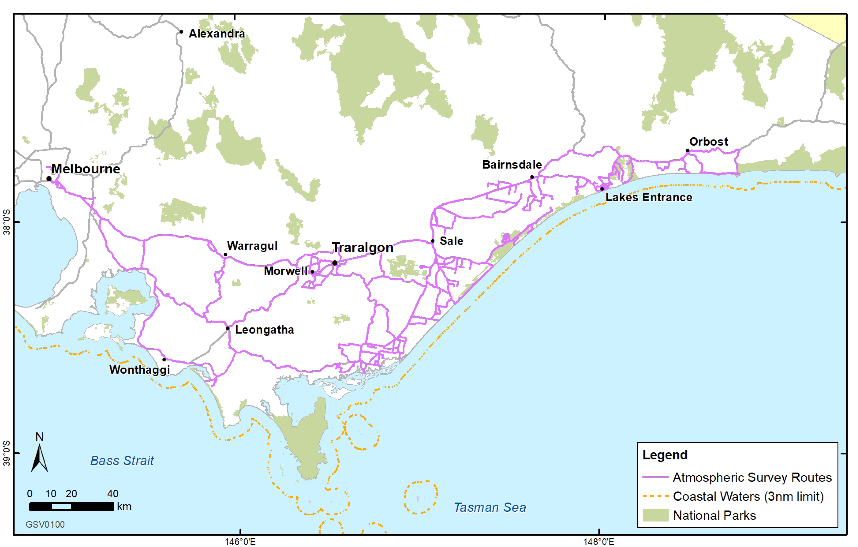 Alexandra
Orbost
Melbourne
Bairnsdale
Lakes Entrance
38°0'S
Warragul
Traralgon
Sale
Morwell
Leongatha
Wonthaggi
39°0'S
N
Bass Strait
Legend
Atmospheric Survey Routes
Coastal Waters (3nm limit)
National Parks
0 10 20 40
km
Tasman Sea
GSV0100
146°0'E
148°0'E